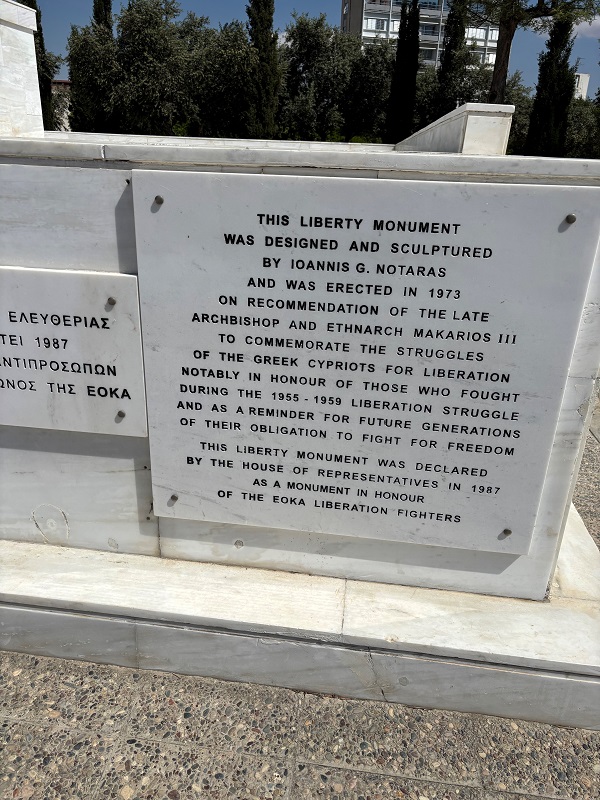 ΕΛΕΥΘΕΡΙΑΣ
ΤΕΙ 1987
ΑΝΤΙΠΡΟΣΩΠΩΝ
ΩΝΟΣ ΤΗΣ ΕΟΚΑ
THIS LIBERTY MONUMENT
WAS DESIGNED AND SCULPTURED
BY IOANNIS G. NOTARAS
AND WAS ERECTED IN 1973
ON RECOMMENDATION OF THE LATE
ARCHBISHOP AND ETHNARCH MAKARIOS III
TO COMMEMORATE THE STRUGGLES
OF THE GREEK CYPRIOTS FOR LIBERATION
NOTABLY IN HONOUR OF THOSE WHO FOUGHT
DURING THE 1955 - 1959 LIBERATION STRUGGLE
AND AS A REMINDER FOR FUTURE GENERATIONS
OF THEIR OBLIGATION TO FIGHT FOR FREEDOM
THIS LIBERTY MONUMENT WAS DECLARED
BY THE HOUSE OF REPRESENTATIVES IN 1987
AS A MONUMENT IN HONOUR
OF THE EOKA LIBERATION FIGHTERS